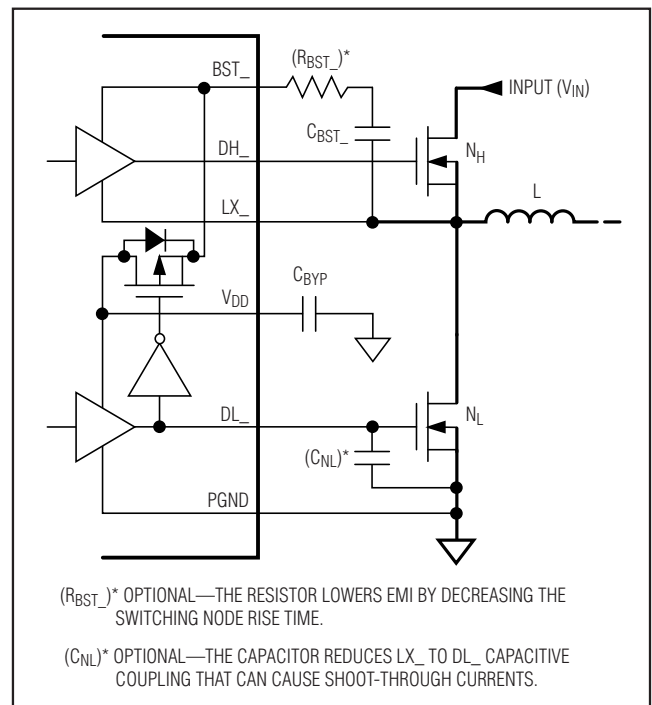 BST_
(RBST_)*
INPUT (VIN)
CBST_
DH_
NH
LX_
L
CBYP
VDD
DL_
NL
(CNL)*
PGND
(RBST_)* OPTIONAL—THE RESISTOR LOWERS EMI BY DECREASING THE
SWITCHING NODE RISE TIME.
(CNL)* OPTIONAL—THE CAPACITOR REDUCES LX_ TO DL_ CAPACITIVE
COUPLING THAT CAN CAUSE SHOOT-THROUGH CURRENTS.